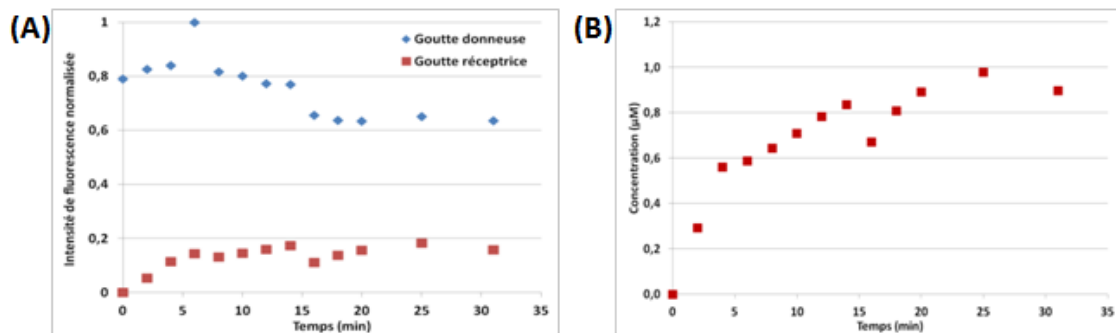 (A)
Intensité de fluorescence normalisée
1
0,8
0,6
0,4
0,2
0
0 5 10 15 20 25 30 35
Temps (min)
Goutte donneuse
Goutte réceptrice
(B)
Concentration (µM)
1,2
1,0
0,8
0,6
0,4
0,2
0,0
0 5 10 15 20 25 30 35
Temps (min)